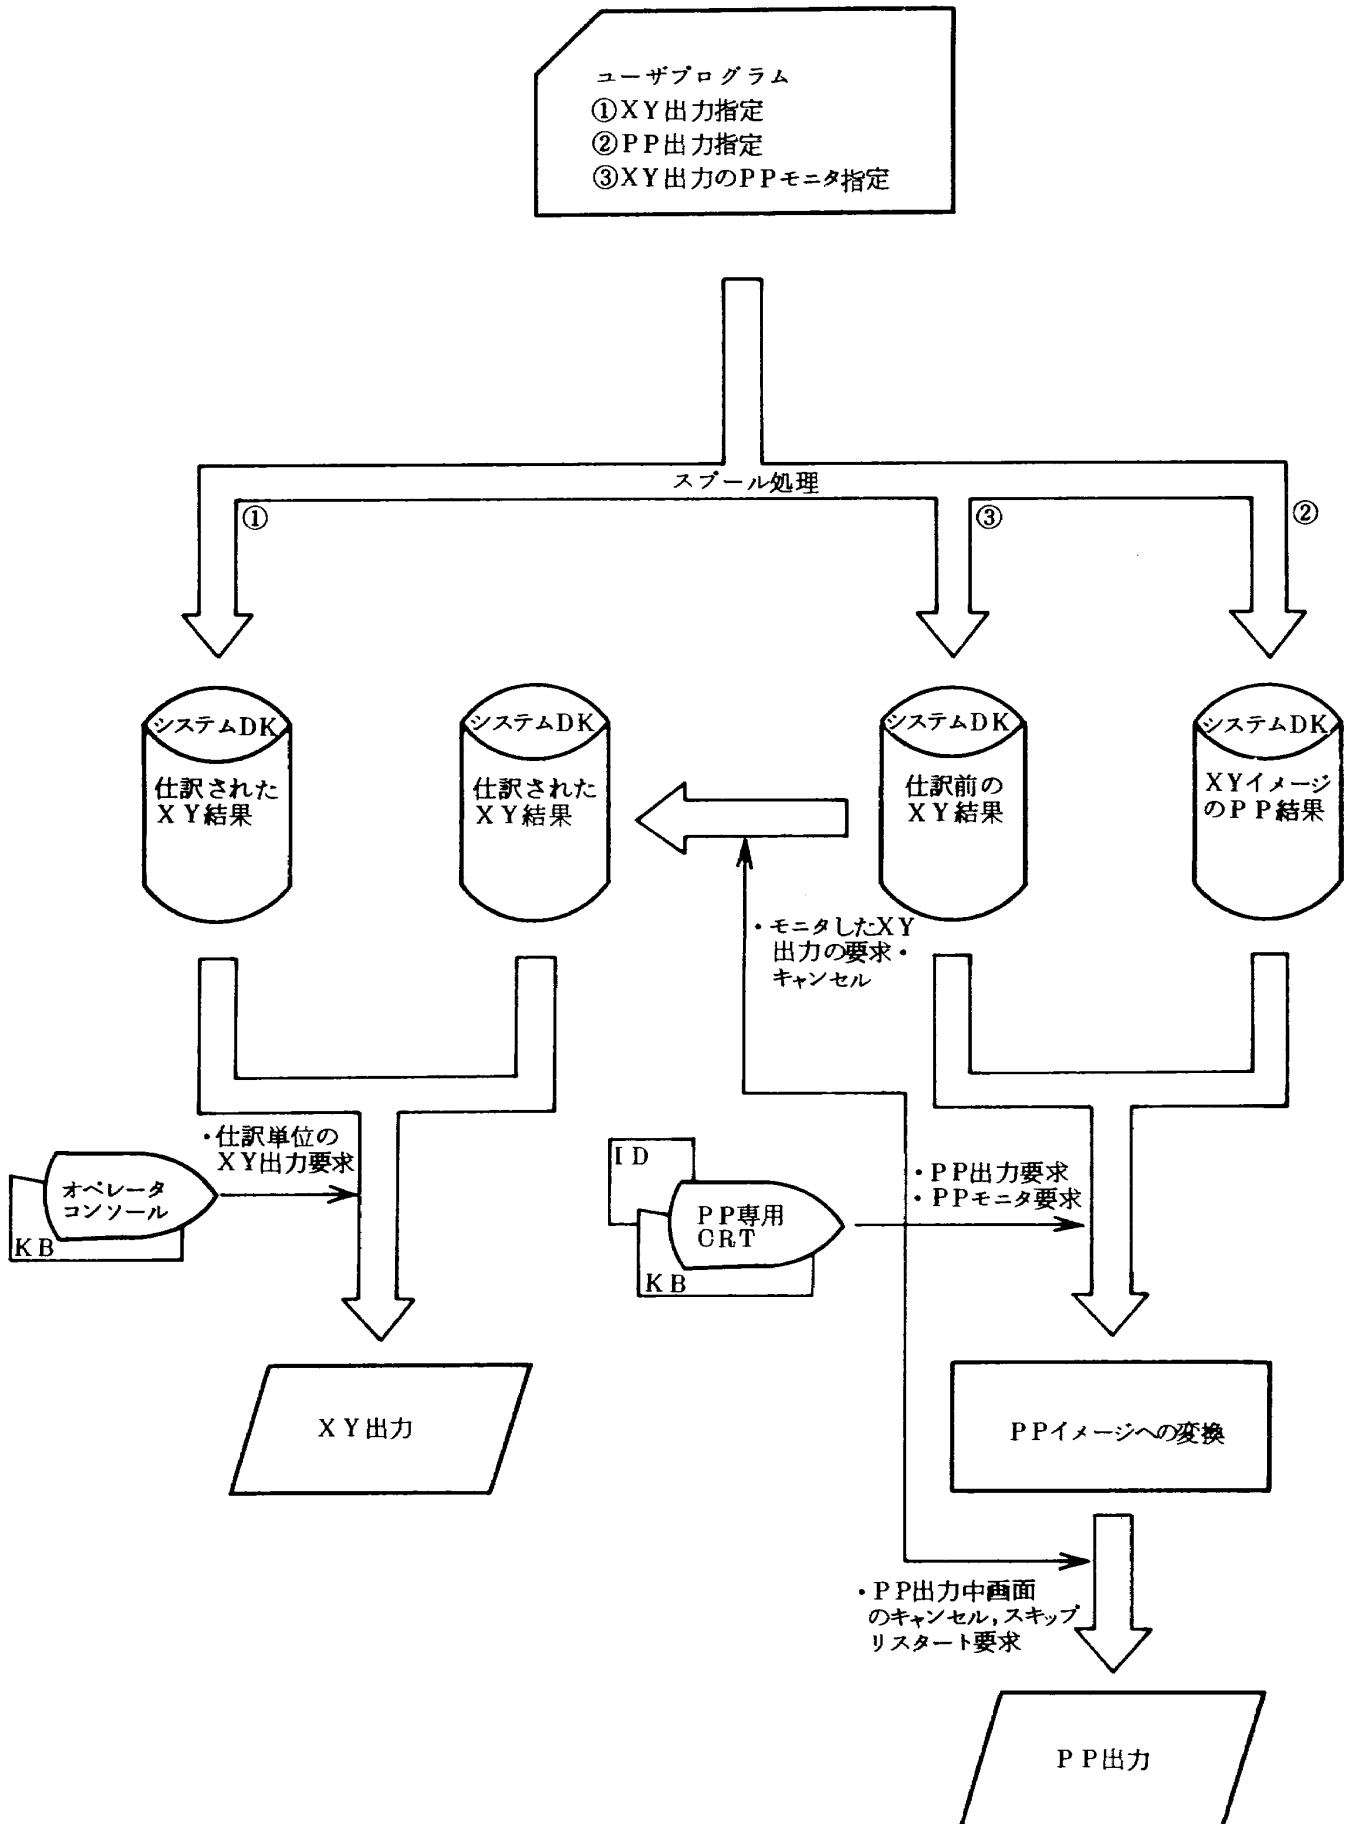 ユーザプログラム
①XY出力指定
②PP出力指定
③XY出力のPPモニタ指定
スプール処理
①
③
②
システムDK
仕訳された
XY結果
システムDK
仕訳された
XY結果
システムDK
仕訳前の
XY結果
システムDK
XYイメージ
のPP結果
・モニタしたXY
出力の要求・
キャンセル
・仕訳単位の
XY出力要求
オペレータ
コンソール
KB
ID
PP専用
CRT
KB
・PP出力要求
・PPモニタ要求
XY出力
PPイメージへの変換
・PP出力中画面
のキャンセル,スキップ
リスタート要求
PP出力